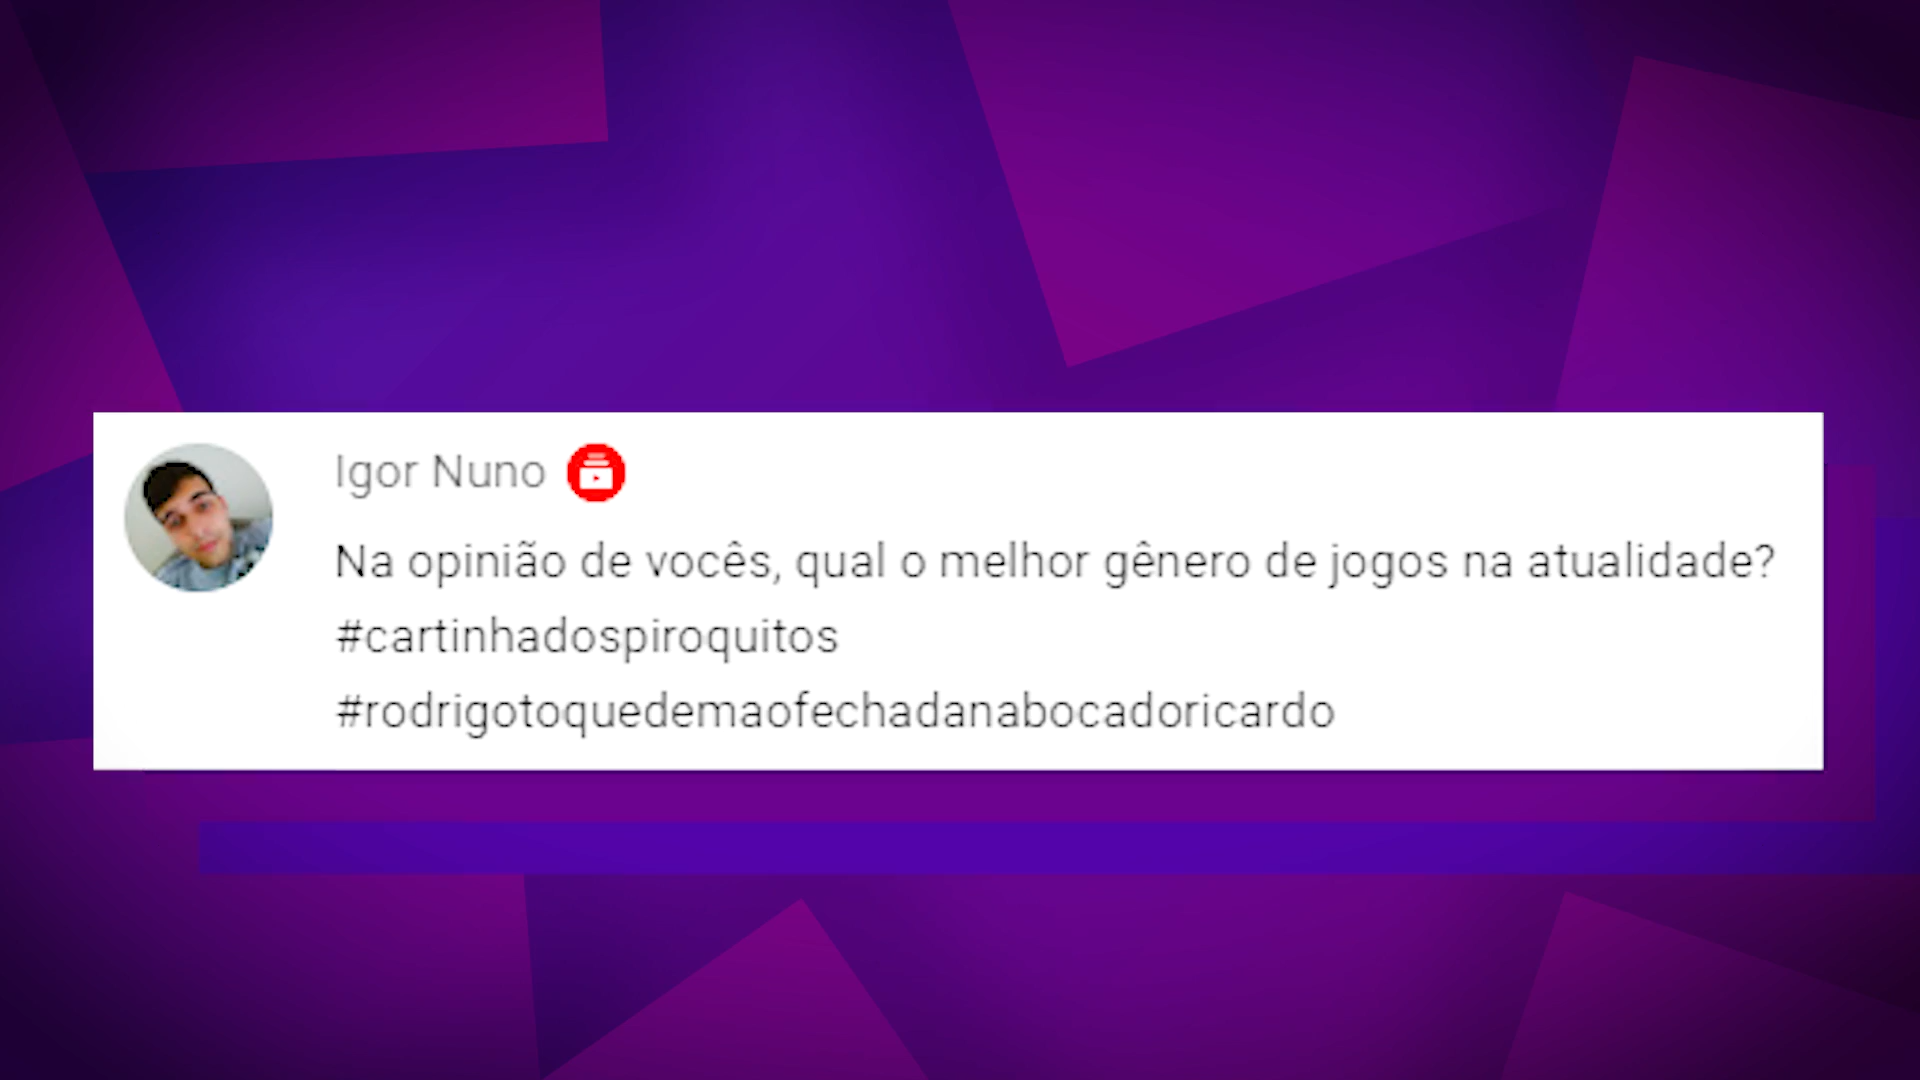 Igor Nuno
Na opinião de vocês, qual o melhor gênero de jogos na atualidade?
#cartinhadospiroquitos
#rodrigotoquedemaofechadanabocadoricardo